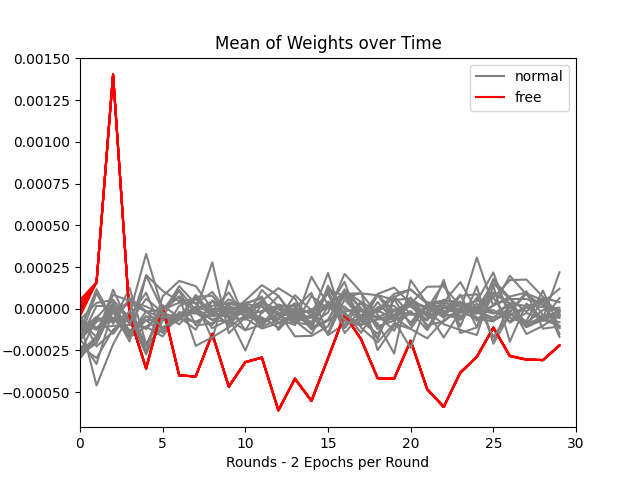 Mean of Weights over Time
normal
free
0.00150
0.00125
0.00100
0.00075
0.00050
0.00025
0.00000
−0.00025
−0.00050
0 5 10 15 20 25 30
Rounds - 2 Epochs per Round